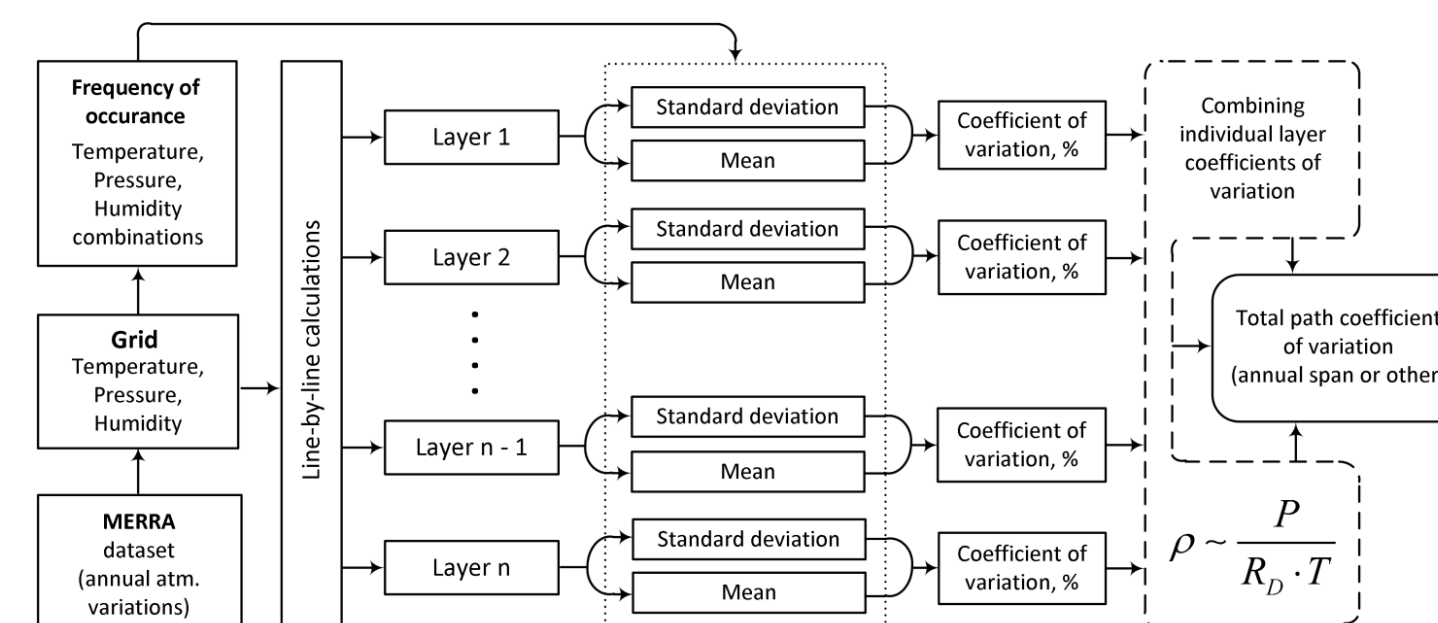 Frequency of
occurance
Temperature,
Pressure,
Humidity
combinations
Grid
Temperature,
Pressure,
Humidity
MERRA
dataset
(annual atm.
variations)
Line-by-line calculations
Layer 1
Layer 2
Layer n - 1
Layer n
Standard deviation
Mean
Standard deviation
Mean
Standard deviation
Mean
Standard deviation
Mean
Coefficient of
variation, %
Coefficient of
variation, %
Coefficient of
variation, %
Coefficient of
variation, %
Combining
individual layer
coefficients of
variation
Total path coefficient
of variation
(annual span or other
ρ ~ P / R_D · T